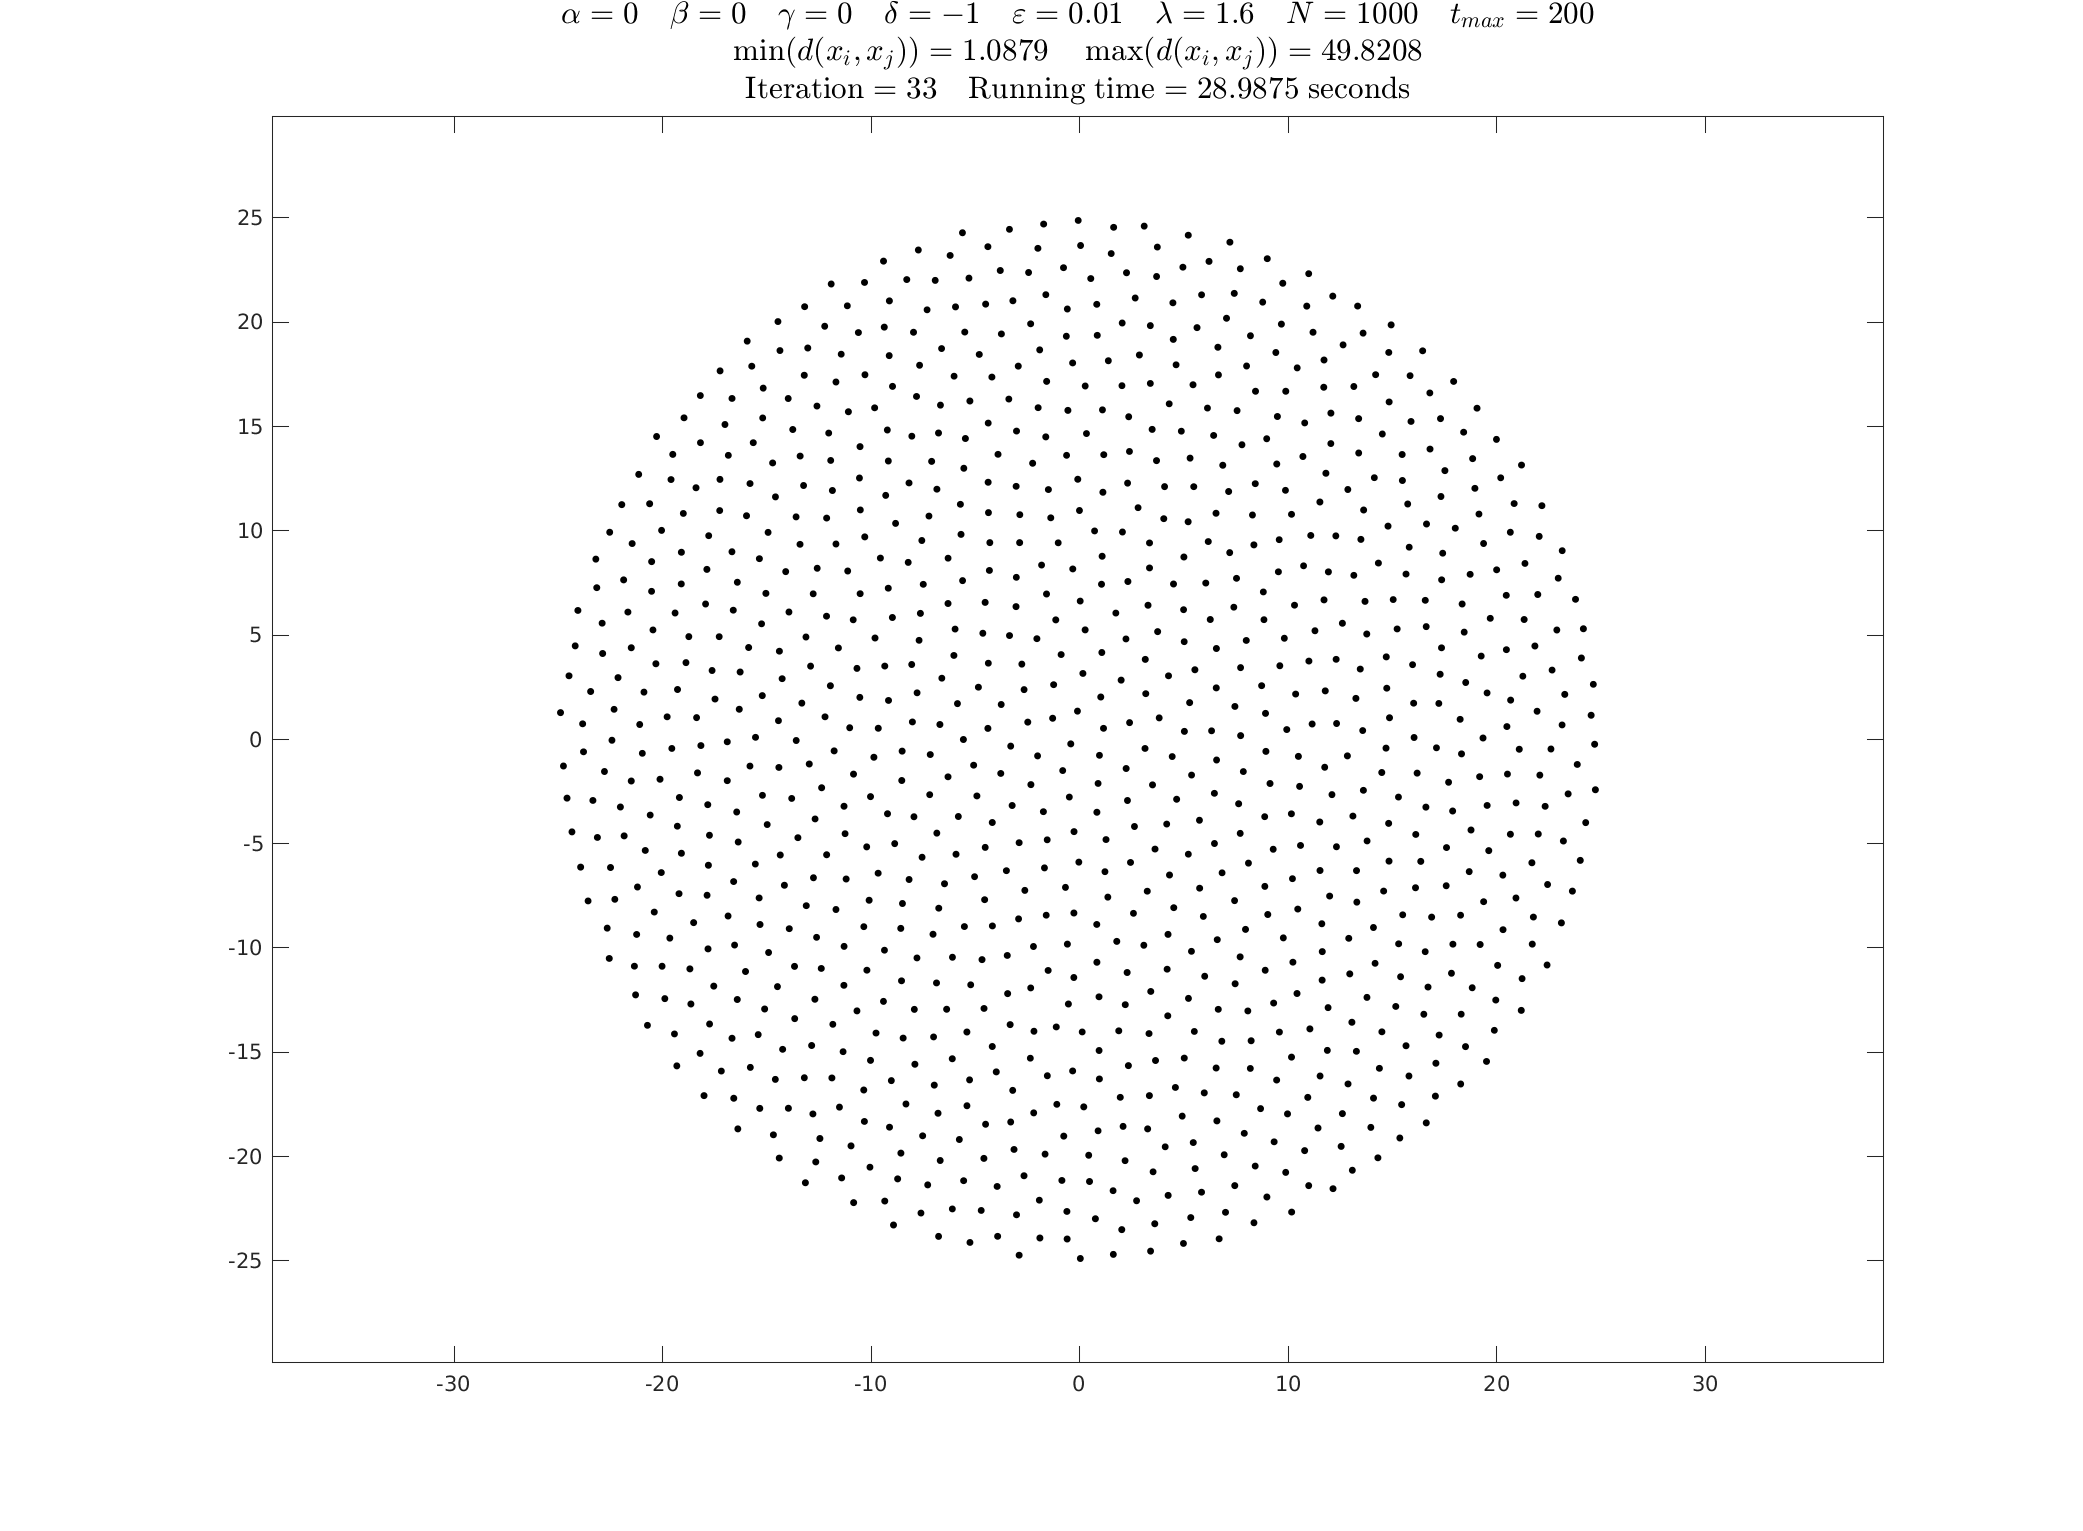 α = 0 β = 0 γ = 0 δ = −1 ε = 0.01 λ = 1.6 N = 1000 t_max = 200
min(d(x_i, x_j)) = 1.0879 max(d(x_i, x_j)) = 49.8208
Iteration = 33 Running time = 28.9875 seconds
25
20
15
10
5
0
-5
-10
-15
-20
-25
-30 -20 -10 0 10 20 30